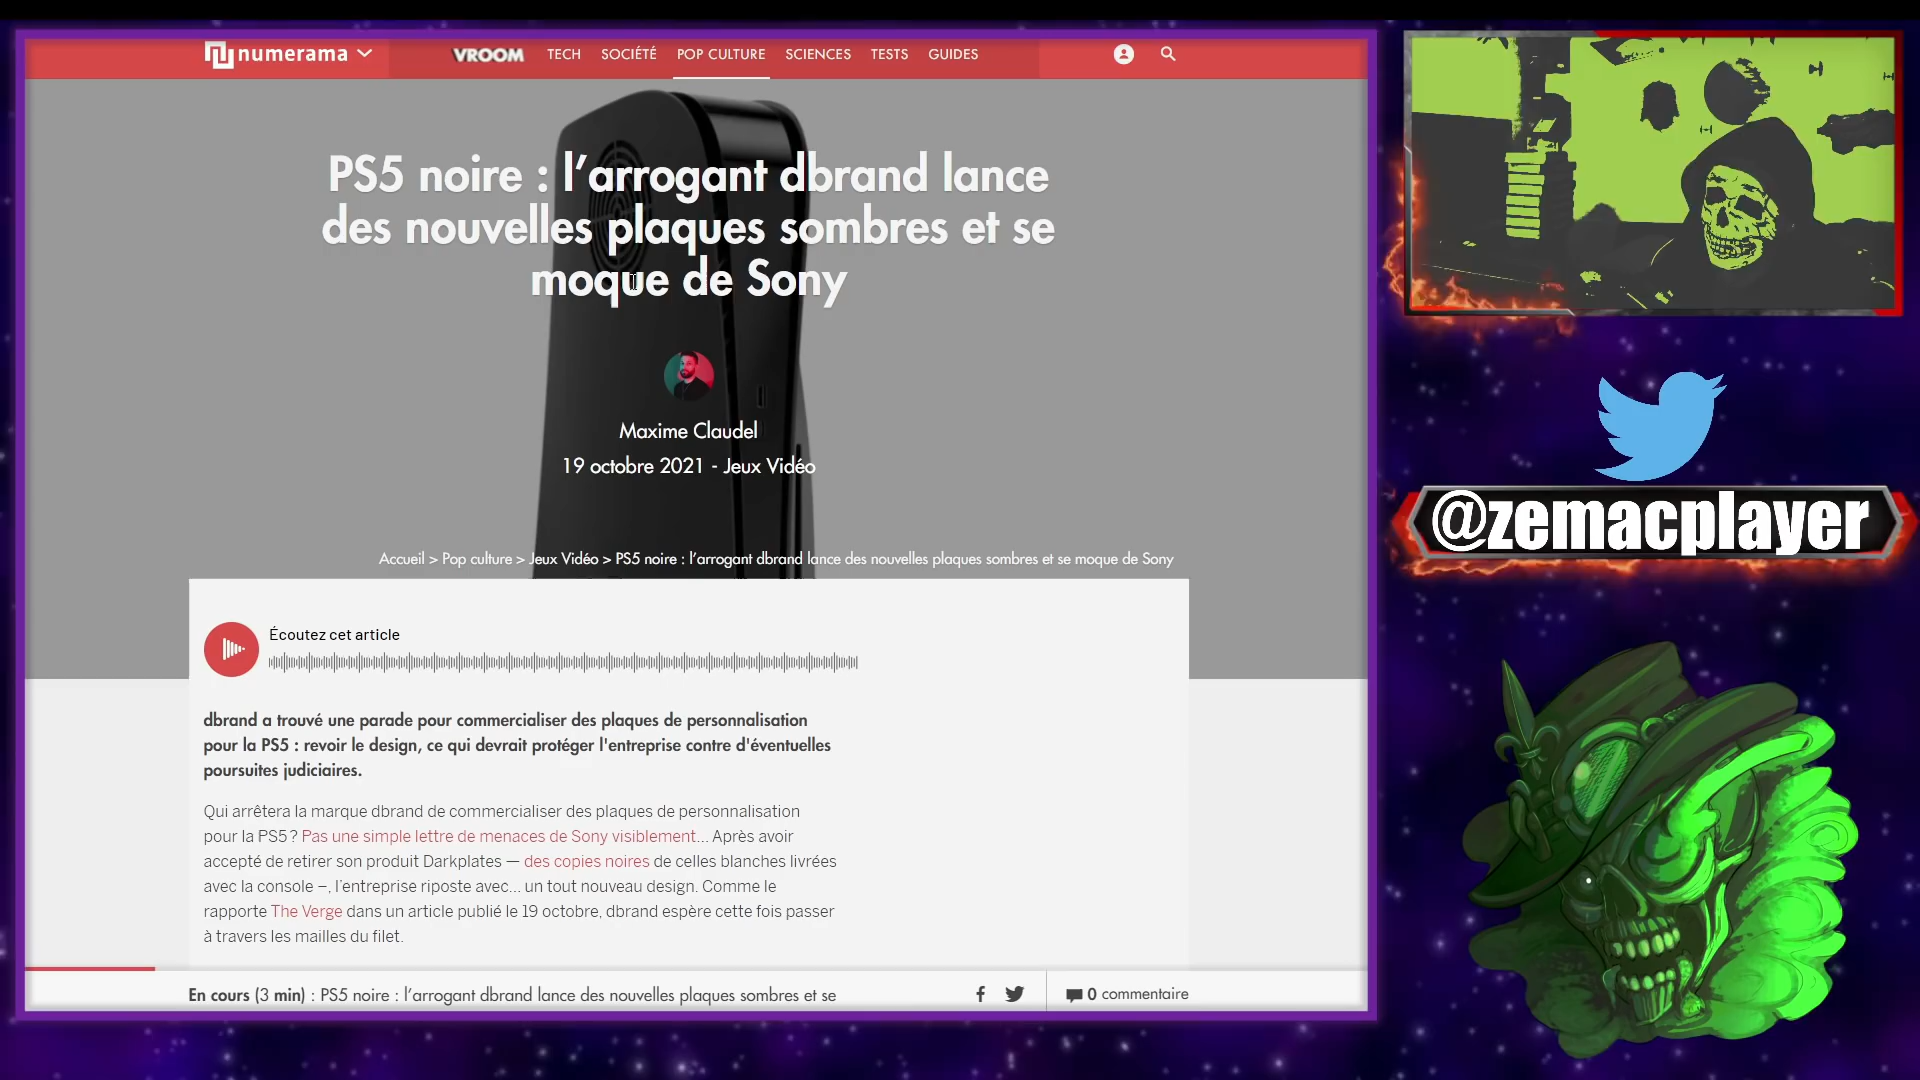 numerama
VROOM TECH SOCIÉTÉ POP CULTURE SCIENCES TESTS GUIDES
PS5 noire : l’arrogant dbrand lance
des nouvelles plaques sombres et se
moque de Sony
Maxime Claudel
19 octobre 2021 - Jeux Vidéo
Accueil > Pop culture > Jeux Vidéo > PS5 noire : l’arrogant dbrand lance des nouvelles plaques sombres et se moque de Sony
Écoutez cet article
dbrand a trouvé une parade pour commercialiser des plaques de personnalisation
pour la PS5 : revoir le design, ce qui devrait protéger l'entreprise contre d'éventuelles
poursuites judiciaires.
Qui arrêtera la marque dbrand de commercialiser des plaques de personnalisation
pour la PS5 ? Pas une simple lettre de menaces de Sony visiblement… Après avoir
accepté de retirer son produit Darkplates — des copies noires de celles blanches livrées
avec la console –, l’entreprise riposte avec… un tout nouveau design. Comme le
rapporte The Verge dans un article publié le 19 octobre, dbrand espère cette fois passer
à travers les mailles du filet.
En cours (3 min) : PS5 noire : l’arrogant dbrand lance des nouvelles plaques sombres et se
0 commentaire
@zemacplayer